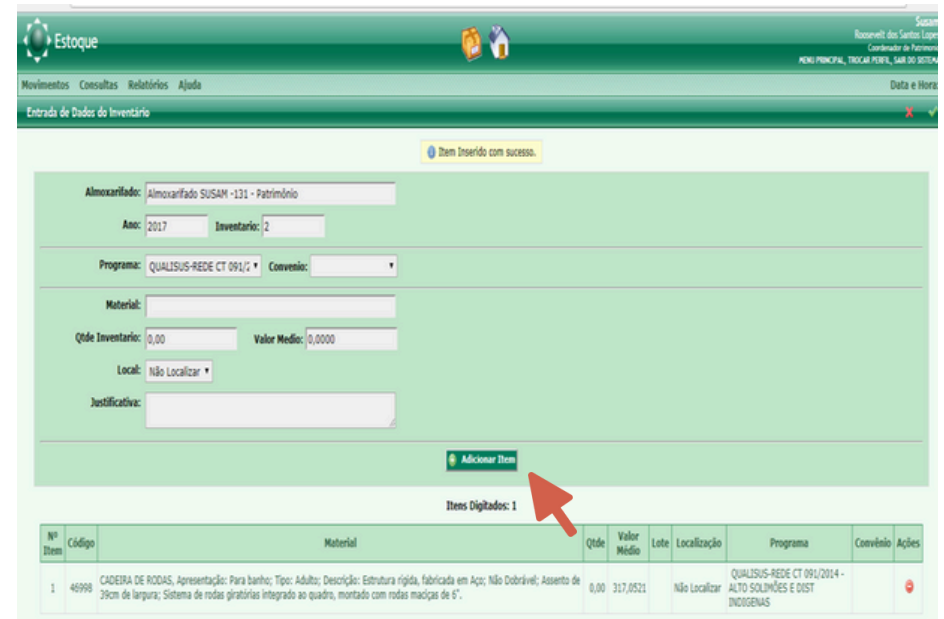 Susam
Estoque
Roosevelt dos Santos Lopes
Coordenador de Patrimonio
MENU PRINCIPAL, TROCAR PERFIL, SAIR DO SISTEMA
Movimentos Consultas Relatórios Ajuda Data e Hora:
Entrada de Dados do Inventário
Item Inserido com sucesso.
Almoxarifado: Almoxarifado SUSAM -131 - Patrimônio
Ano: 2017 Inventario: 2
Programa: QUALISUS-REDE CT 091/2 Convenio:
Material:
Qtde Inventario: 0,00 Valor Medio: 0,0000
Local: Não Localizar
Justificativa:
Adicionar Item
Itens Digitados: 1
Nº Item Código Material Qtde Valor Médio Lote Localização Programa Convênio Ações
1 46998 CADEIRA DE RODAS, Apresentação: Para banho; Tipo: Adulto; Descrição: Estrutura rígida, fabricada em Aço; Não Dobrável; Assento de 39cm de largura; Sistema de rodas giratórias integrado ao quadro, montado com rodas maciças de 6". 0,00 317,0521 Não Localizar QUALISUS-REDE CT 091/2014 - ALTO SOLIMÕES E DIST INDIGENAS